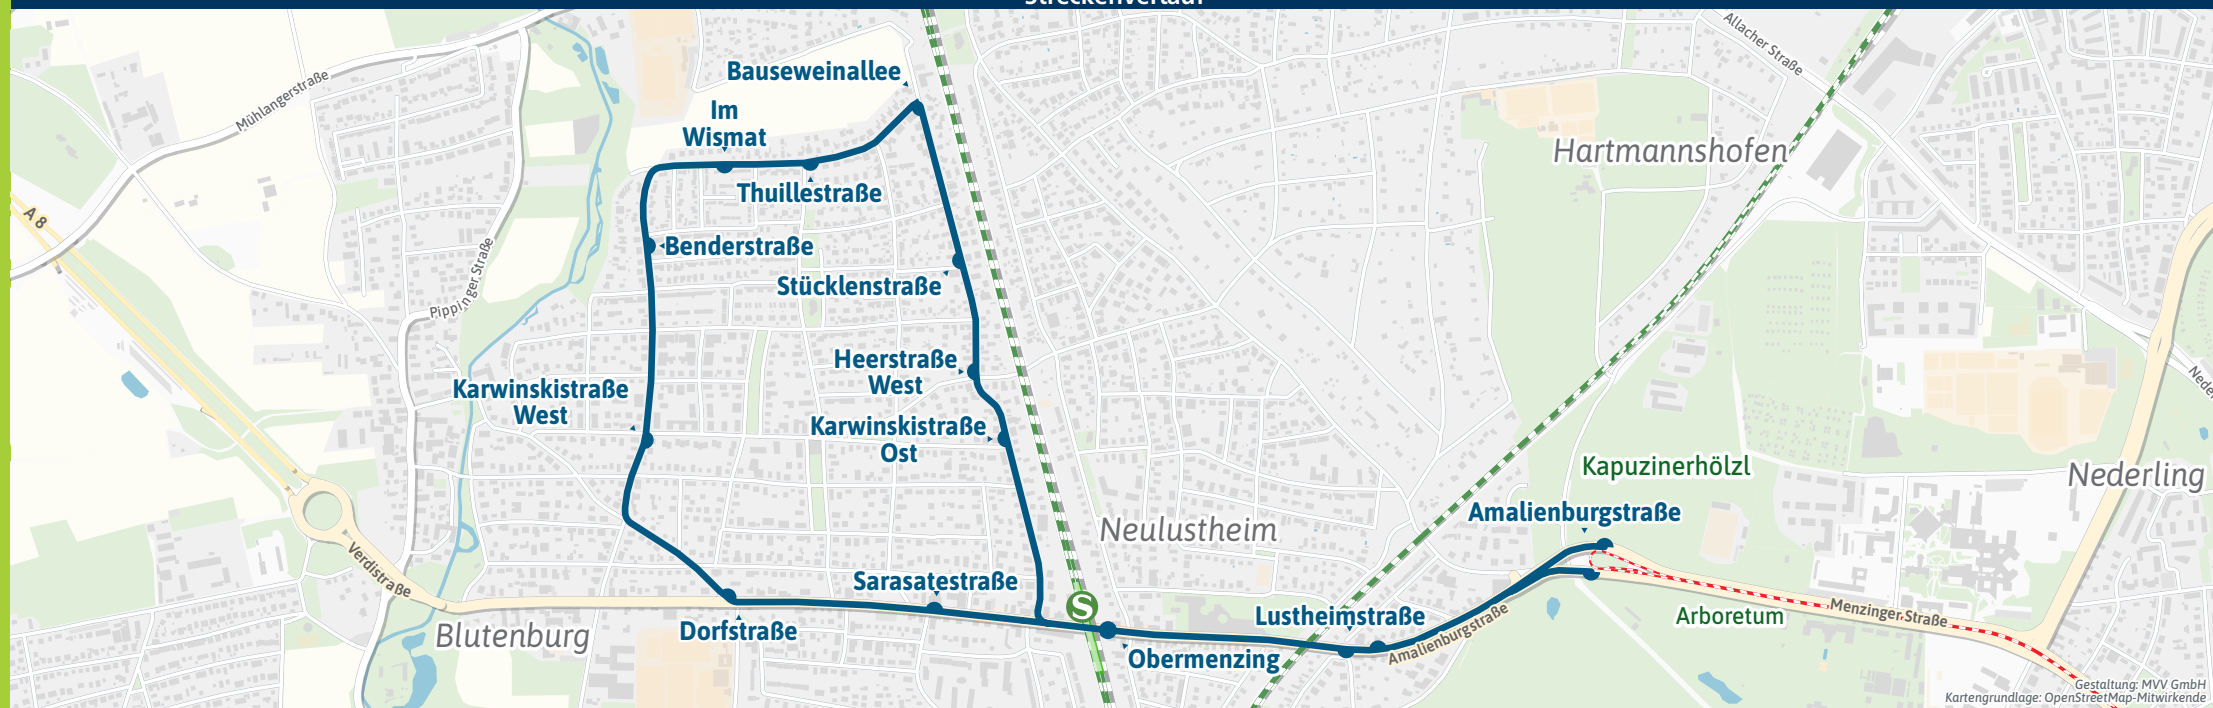 Streckenverlauf
Allacher Straße
Bauseweinallee
Mühlangerstraße
Im
Wismat
Hartmannshofen
Thuillestraße
A 8
Benderstraße
Pippinger Straße
Stücklenstraße
Heerstraße
West
Karwinskistraße
West
Karwinskistraße
Ost
Kapuzinerhölzl
Nederling
Amalienburgstraße
Neulustheim
Verdistraße
Sarasatestraße
S
Lustheimstraße
Arboretum
Menzinger Straße
Blutenburg
Dorfstraße
Amalienburgstraße
Obermenzing
Gestaltung: MVV GmbH
Kartengrundlage: OpenStreetMap-Mitwirkende